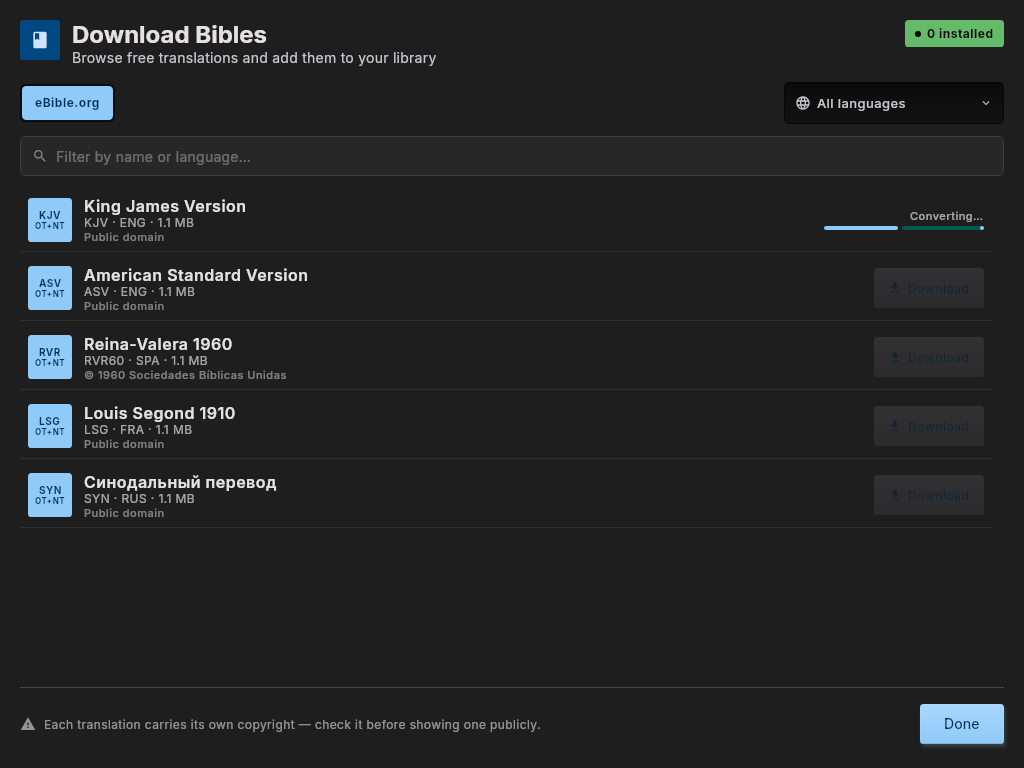 Download Bibles
Browse free translations and add them to your library
0 installed
eBible.org
All languages
Filter by name or language...
KJV
OT+NT
King James Version
KJV · ENG · 1.1 MB
Public domain
Converting...
ASV
OT+NT
American Standard Version
ASV · ENG · 1.1 MB
Public domain
Download
RVR
OT+NT
Reina-Valera 1960
RVR60 · SPA · 1.1 MB
© 1960 Sociedades Bíblicas Unidas
Download
LSG
OT+NT
Louis Segond 1910
LSG · FRA · 1.1 MB
Public domain
Download
SYN
OT+NT
Синодальный перевод
SYN · RUS · 1.1 MB
Public domain
Download
Each translation carries its own copyright — check it before showing one publicly.
Done